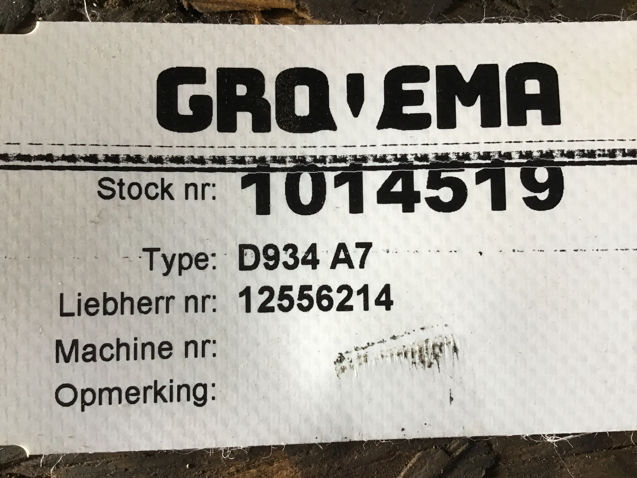 GROVEMA
Stock nr: 1014519
Type: D934 A7
Liebherr nr: 12556214
Machine nr:
Opmerking: